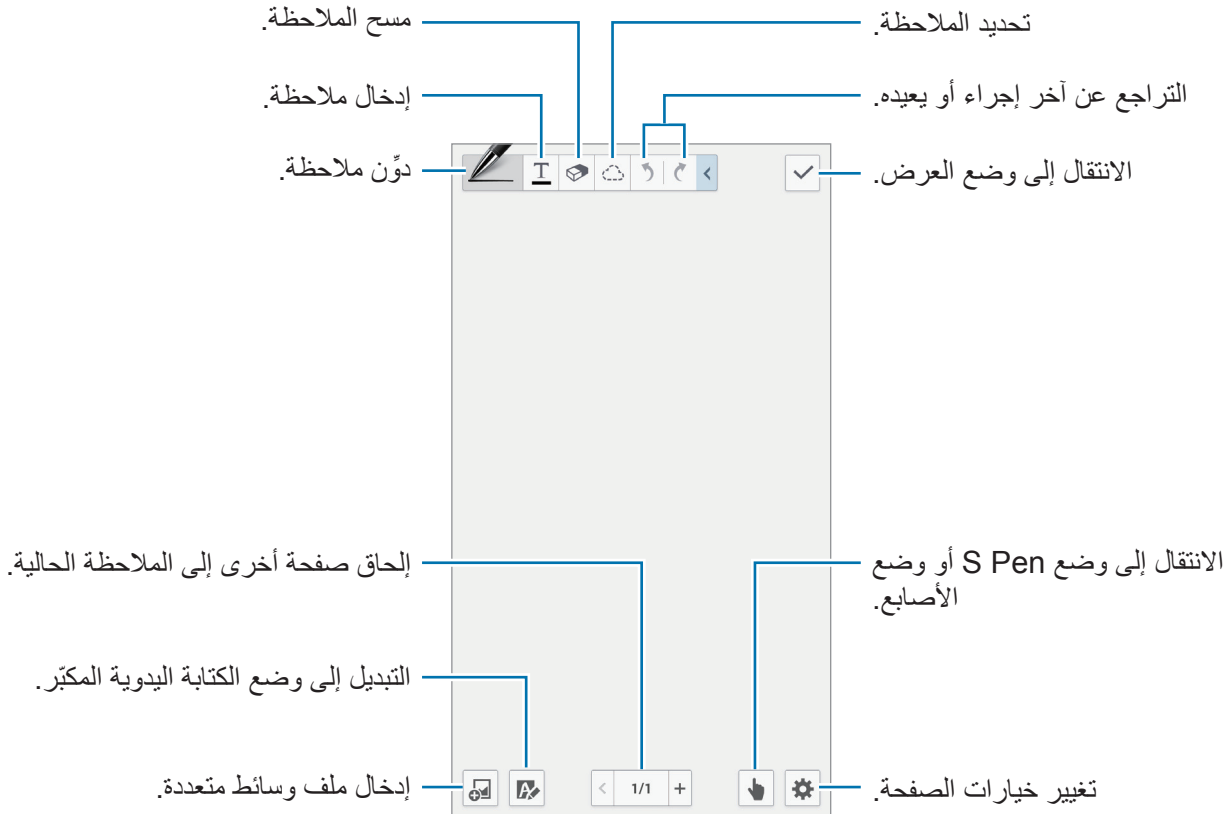 تحديد الملاحظة.
مسح الملاحظة.
التراجع عن آخر إجراء أو يعيده.
إدخال ملاحظة.
الانتقال إلى وضع العرض.
دوِّن ملاحظة.
T
الانتقال إلى وضع S Pen أو وضع
الأصابع.
إلحاق صفحة أخرى إلى الملاحظة الحالية.
التبديل إلى وضع الكتابة اليدوية المكبّر.
تغيير خيارات الصفحة.
إدخال ملف وسائط متعددة.
A
< 1/1 +